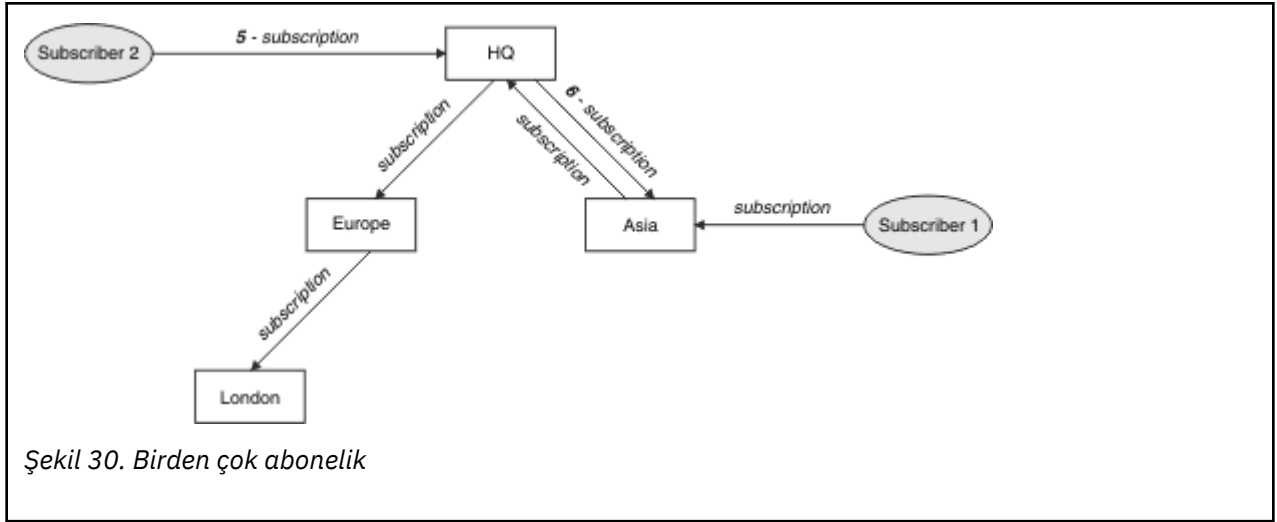 5 - subscription
Subscriber 2
HQ
6 - subscription
subscription
subscription
subscription
Europe
Asia
Subscriber 1
subscription
London
Şekil 30. Birden çok abonelik